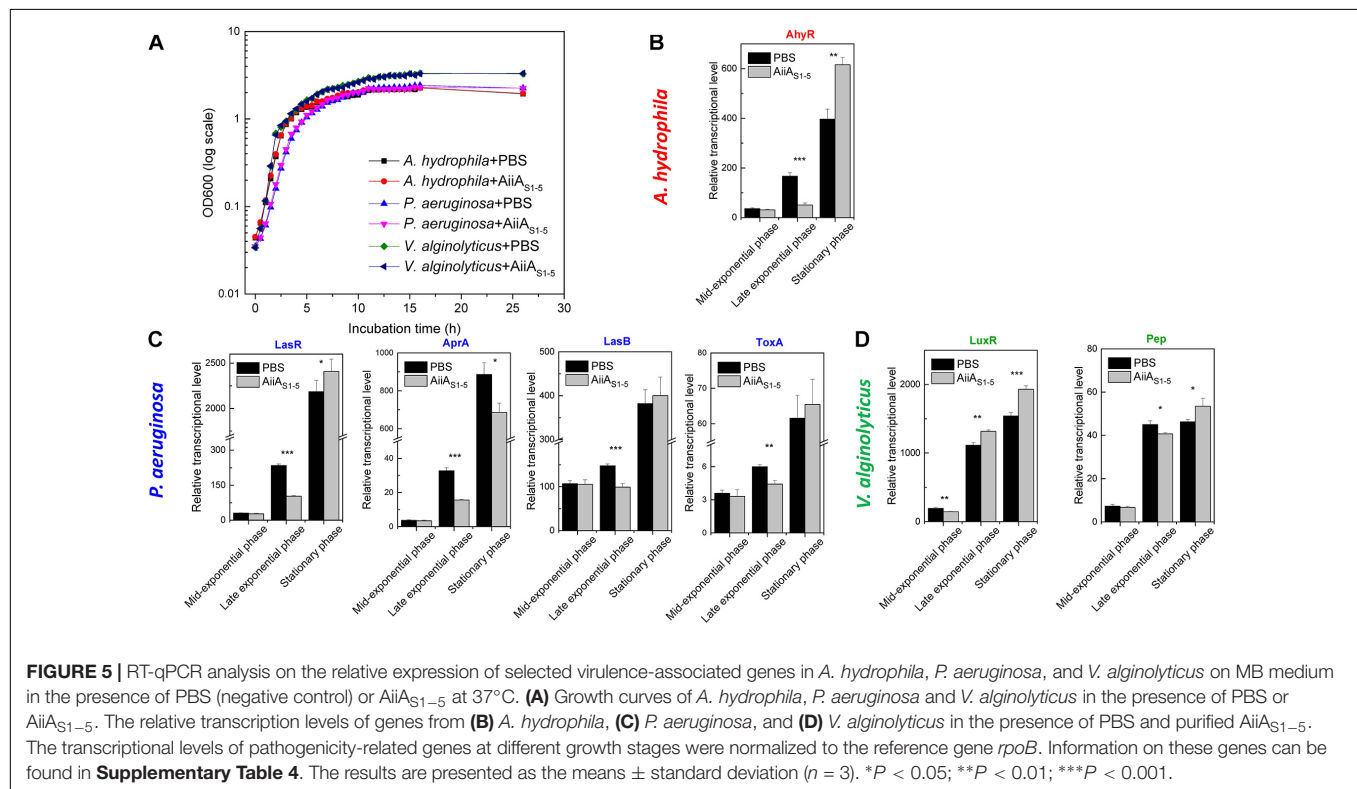 A
OD600 (log scale)
10
1
0.1
0.01
A. hydrophila+PBS
A. hydrophila+AiiAS1-5
P. aeruginosa+PBS
P. aeruginosa+AiiAS1-5
V. alginolyticus+PBS
V. alginolyticus+AiiAS1-5
0 5 10 15 20 25 30
Incubation time (h)
B
A. hydrophila
AhyR
Relative transcriptional level
600
400
200
0
PBS
AiiAS1-5
***
**
Mid-exponential phase
Late exponential phase
Stationary phase
C
P. aeruginosa
LasR
Relative transcriptional level
2500
2250
2000
225
150
75
0
PBS
AiiAS1-5
***
*
Mid-exponential phase
Late exponential phase
Stationary phase
AprA
Relative transcriptional level
1000
900
800
700
600
40
20
0
PBS
AiiAS1-5
***
*
Mid-exponential phase
Late exponential phase
Stationary phase
LasB
Relative transcriptional level
450
400
350
300
200
100
0
PBS
AiiAS1-5
***
Mid-exponential phase
Late exponential phase
Stationary phase
ToxA
Relative transcriptional level
75
70
65
60
9
6
3
0
PBS
AiiAS1-5
**
Mid-exponential phase
Late exponential phase
Stationary phase
D
V. alginolyticus
LuxR
Relative transcriptional level
2000
1000
0
PBS
AiiAS1-5
**
**
***
Mid-exponential phase
Late exponential phase
Stationary phase
Pep
Relative transcriptional level
80
60
40
20
0
PBS
AiiAS1-5
*
*
Mid-exponential phase
Late exponential phase
Stationary phase
FIGURE 5 | RT-qPCR analysis on the relative expression of selected virulence-associated genes in A. hydrophila, P. aeruginosa, and V. alginolyticus on MB medium
in the presence of PBS (negative control) or AiiAS1–5 at 37°C. (A) Growth curves of A. hydrophila, P. aeruginosa and V. alginolyticus in the presence of PBS or
AiiAS1–5. The relative transcription levels of genes from (B) A. hydrophila, (C) P. aeruginosa, and (D) V. alginolyticus in the presence of PBS and purified AiiAS1–5.
The transcriptional levels of pathogenicity-related genes at different growth stages were normalized to the reference gene rpoB. Information on these genes can be
found in Supplementary Table 4. The results are presented as the means ± standard deviation (n = 3). *P < 0.05; **P < 0.01; ***P < 0.001.